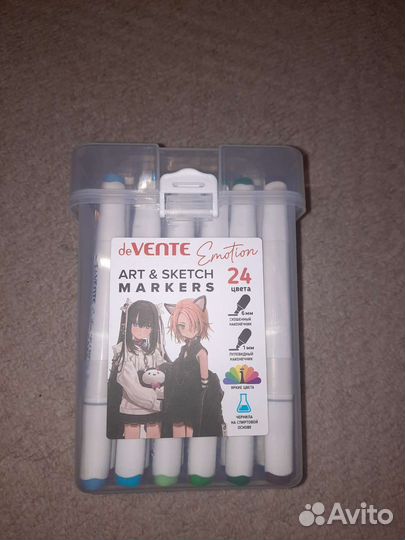 deVENTE Emotion
ART & SKETCH
MARKERS
24
цвета
6 мм
СКОШЕННЫЙ
НАКОНЕЧНИК
1 мм
ПУЛЕВИДНЫЙ
НАКОНЕЧНИК
ЯРКИЕ ЦВЕТА
ЧЕРНИЛА
НА СПИРТОВОЙ
ОСНОВЕ
Avito